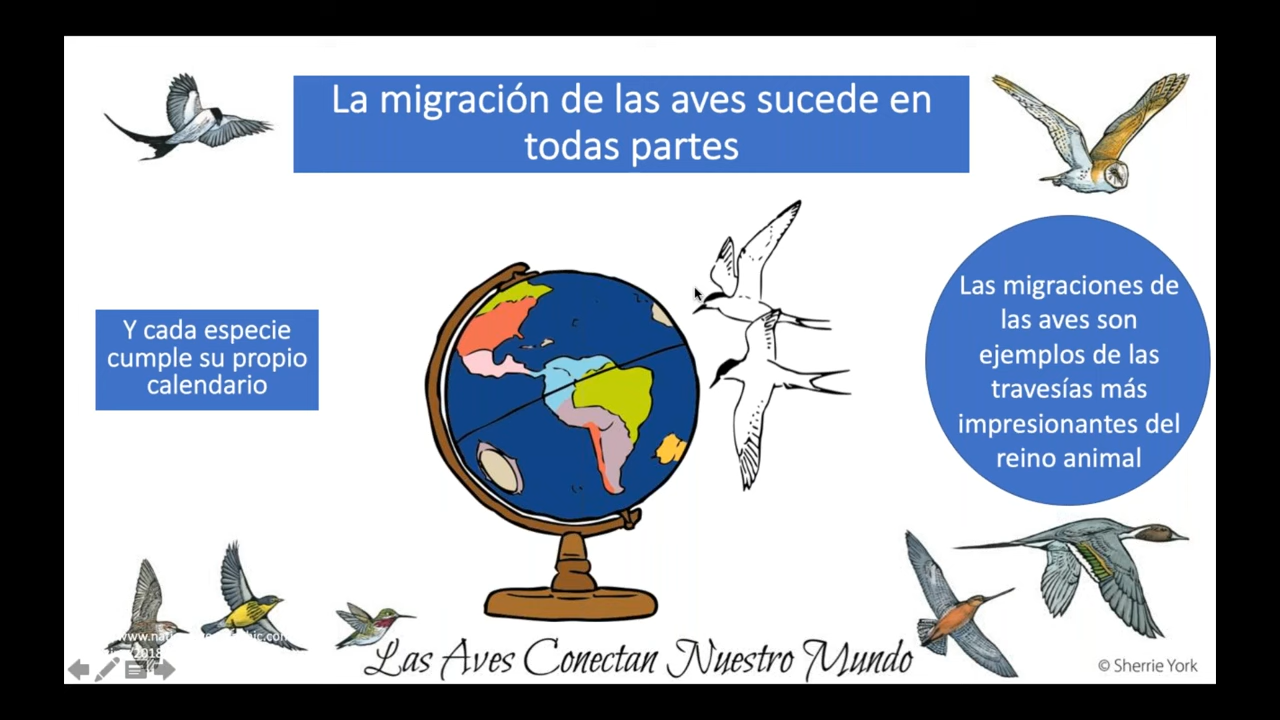 La migración de las aves sucede en
todas partes
Y cada especie
cumple su propio
calendario
Las migraciones de
las aves son
ejemplos de las
travesías más
impresionantes del
reino animal
2018
Las Aves Conectan Nuestro Mundo
© Sherrie York